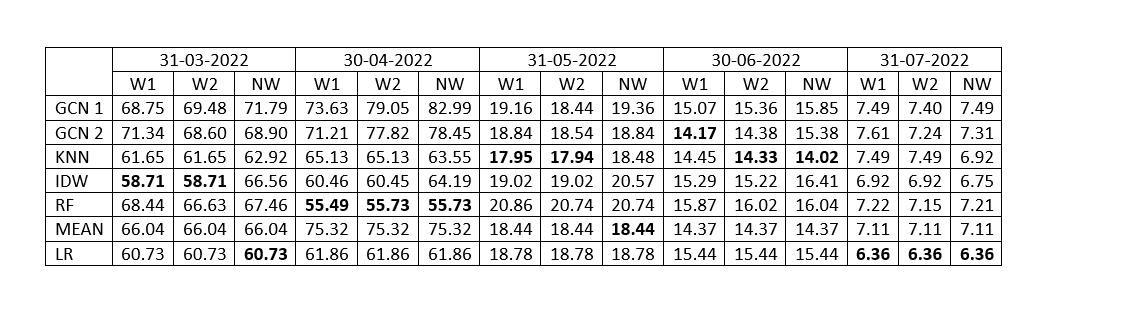 31-03-2022 30-04-2022 31-05-2022 30-06-2022 31-07-2022
W1 W2 NW W1 W2 NW W1 W2 NW W1 W2 NW W1 W2 NW
GCN 1 68.75 69.48 71.79 73.63 79.05 82.99 19.16 18.44 19.36 15.07 15.36 15.85 7.49 7.40 7.49
GCN 2 71.34 68.60 68.90 71.21 77.82 78.45 18.84 18.54 18.84 14.17 14.38 15.38 7.61 7.24 7.31
KNN 61.65 61.65 62.92 65.13 65.13 63.55 17.95 17.94 18.48 14.45 14.33 14.02 7.49 7.49 6.92
IDW 58.71 58.71 66.56 60.46 60.45 64.19 19.02 19.02 20.57 15.29 15.22 16.41 6.92 6.92 6.75
RF 68.44 66.63 67.46 55.49 55.73 55.73 20.86 20.74 20.74 15.87 16.02 16.04 7.22 7.15 7.21
MEAN 66.04 66.04 66.04 75.32 75.32 75.32 18.44 18.44 18.44 14.37 14.37 14.37 7.11 7.11 7.11
LR 60.73 60.73 60.73 61.86 61.86 61.86 18.78 18.78 18.78 15.44 15.44 15.44 6.36 6.36 6.36